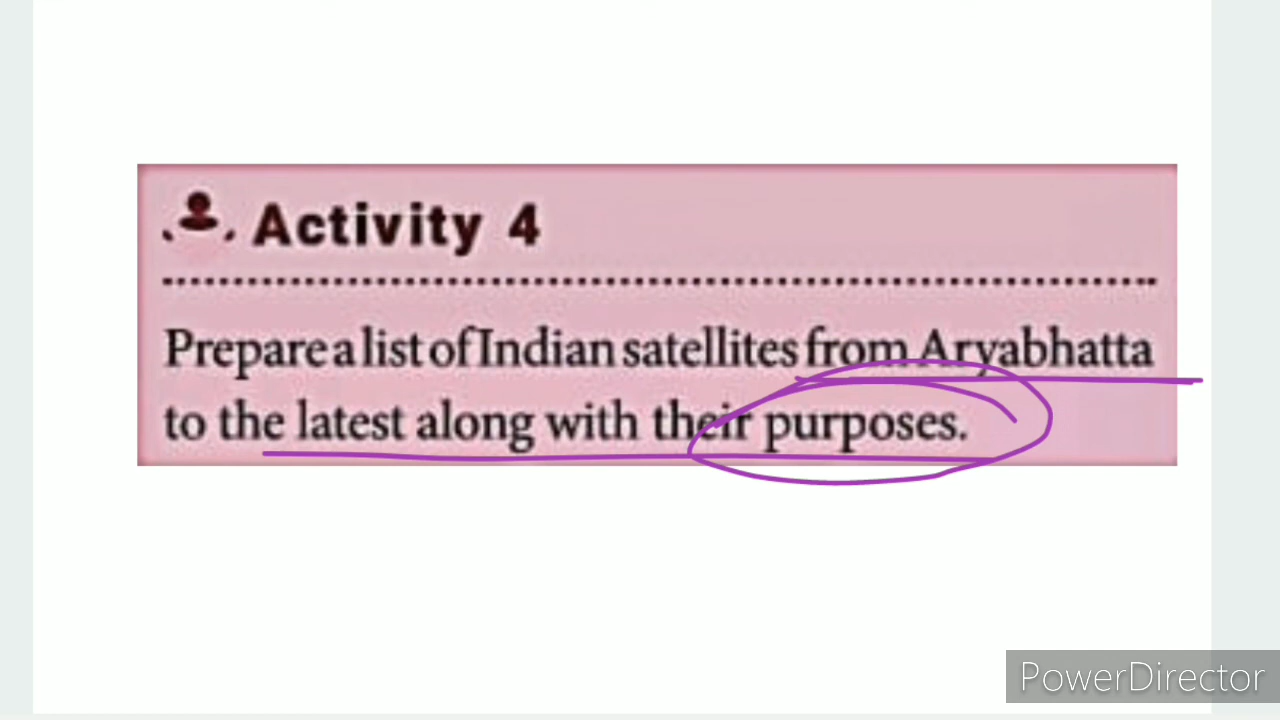 Activity 4
Prepare a list of Indian satellites from Aryabhatta
to the latest along with their purposes.
PowerDirector